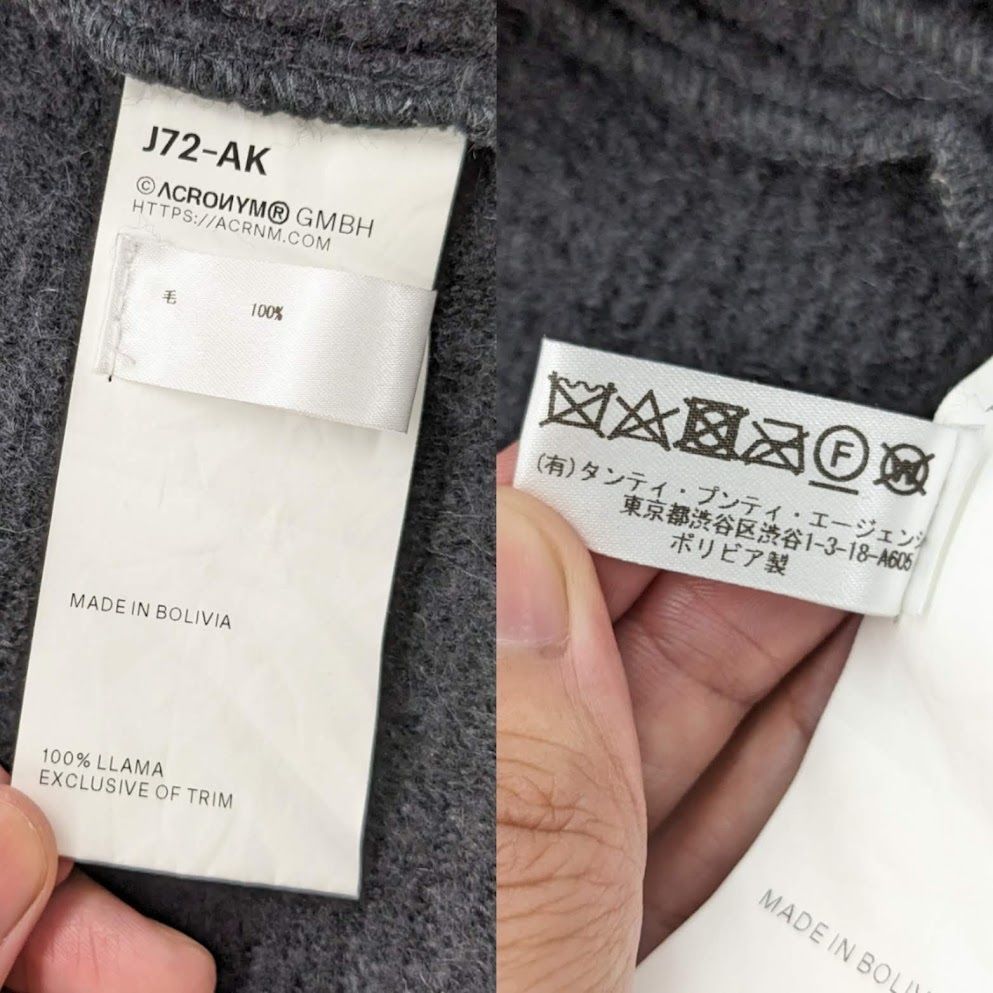 J72-AK
© ACRONYM® GMBH
HTTPS://ACRNM.COM
毛 100%
MADE IN BOLIVIA
100% LLAMA
EXCLUSIVE OF TRIM
F
W
(有)タンティ・プンティ・エージェン
東京都渋谷区渋谷1-3-18-A605
ボリビア製
MADE IN BOLIV